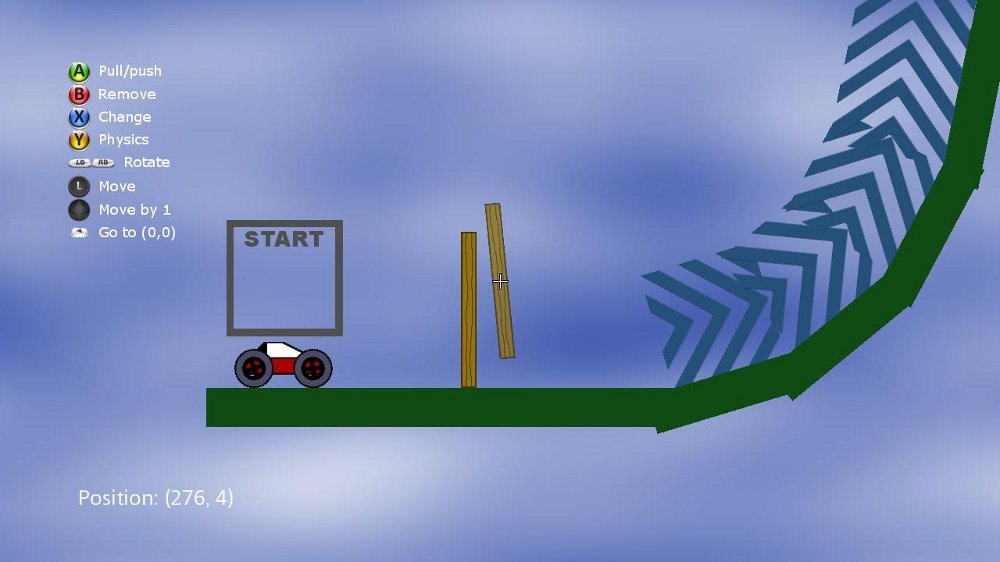 A Pull/push
B Remove
X Change
Y Physics
LB RB Rotate
L Move
Move by 1
Go to (0,0)
START
Position: (276, 4)